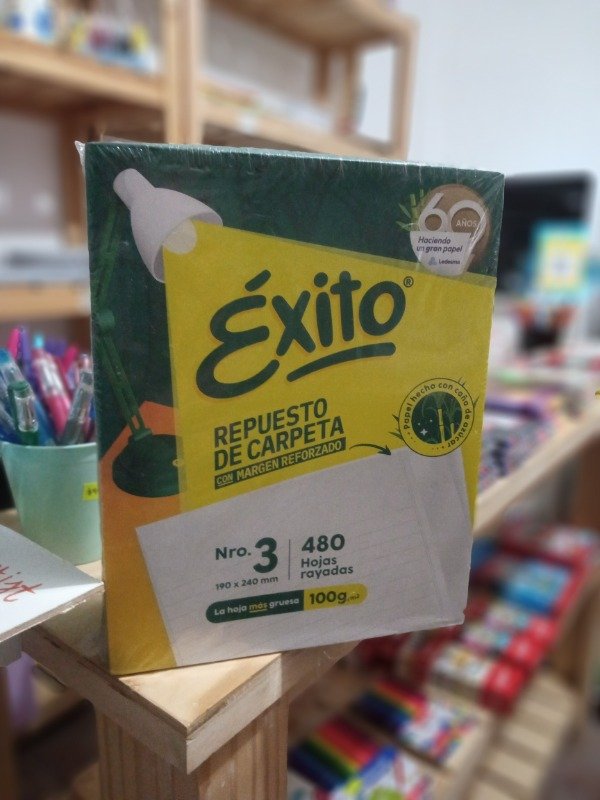 60
AÑOS
Haciendo
un gran papel
Ledesma
Éxito®
REPUESTO
DE CARPETA
CON MARGEN REFORZADO
Papel hecho con caña de azúcar
Nro. 3
190 x 240 mm
480
Hojas
rayadas
La hoja más gruesa 100g/m2